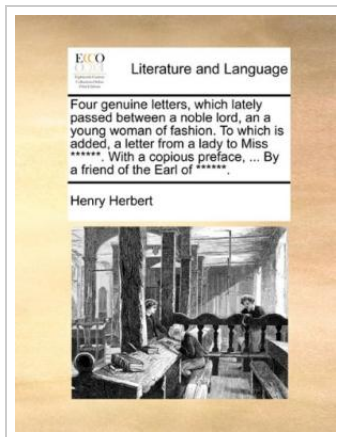 ECCO
Literature and Language
Four genuine letters, which lately
passed between a noble lord, an a
young woman of fashion. To which is
added, a letter from a lady to Miss
******. With a copious preface, ... By
a friend of the Earl of ******.
Henry Herbert